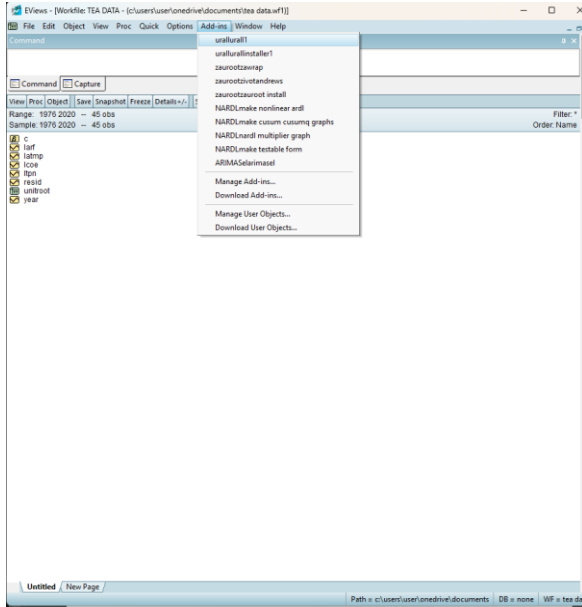 EViews - [Workfile: TEA DATA - (c:\users\user\onedrive\documents\tea data.wf1)]
File Edit Object View Proc Quick Options Add-ins Window Help
Command
urallurall1
urallurallinstaller1
zaurootzawrap
zaurootzivotandrews
zaurootzauroot install
NARDLmake nonlinear ardl
NARDLmake cusum cusumq graphs
NARDLnardl multiplier graph
NARDLmake testable form
ARIMASelarimasel
Manage Add-ins...
Download Add-ins...
Manage User Objects...
Download User Objects...
Command Capture
View Proc Object Save Snapshot Freeze Details+/-
Range: 1976 2020 -- 45 obs
Filter: *
Sample: 1976 2020 -- 45 obs
Order: Name
c
larf
latmp
lcoe
ltpn
resid
unitroot
year
Untitled New Page
Path = c:\users\user\onedrive\documents DB = none WF = tea da